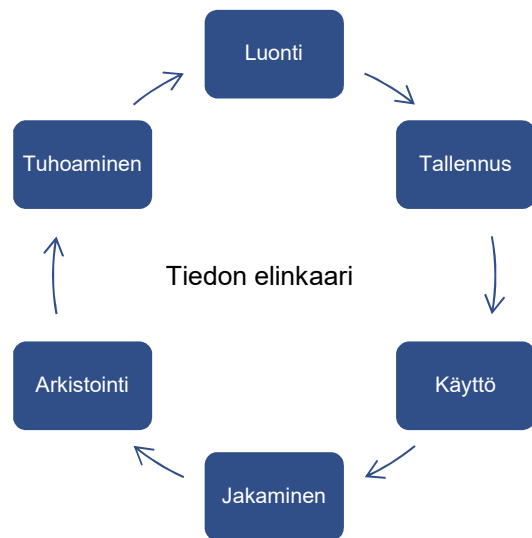 Luonti
Tallennus
Käyttö
Jakaminen
Arkistointi
Tuhoaminen
Tiedon elinkaari